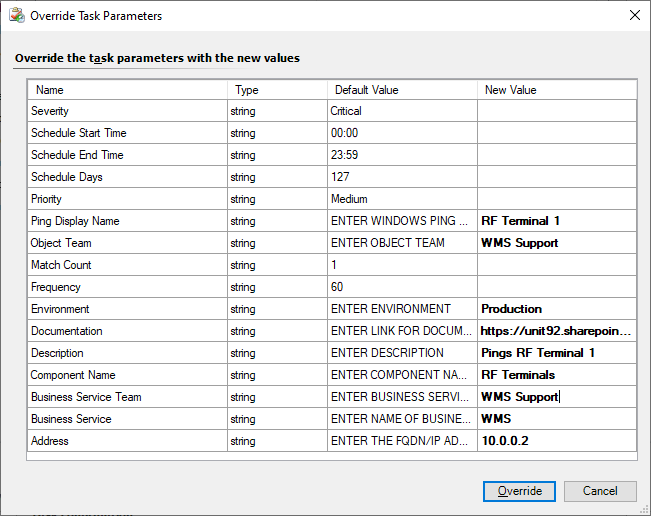 Override Task Parameters
Override the task parameters with the new values
Name Type Default Value New Value
Severity string Critical
Schedule Start Time string 00:00
Schedule End Time string 23:59
Schedule Days string 127
Priority string Medium
Ping Display Name string ENTER WINDOWS PING ... RF Terminal 1
Object Team string ENTER OBJECT TEAM WMS Support
Match Count string 1
Frequency string 60
Environment string ENTER ENVIRONMENT Production
Documentation string ENTER LINK FOR DOCUM... https://unit92.sharepoin...
Description string ENTER DESCRIPTION Pings RF Terminal 1
Component Name string ENTER COMPONENT NA... RF Terminals
Business Service Team string ENTER BUSINESS SERVI... WMS Support
Business Service string ENTER NAME OF BUSINE... WMS
Address string ENTER THE FQDN/IP AD... 10.0.0.2
Override Cancel